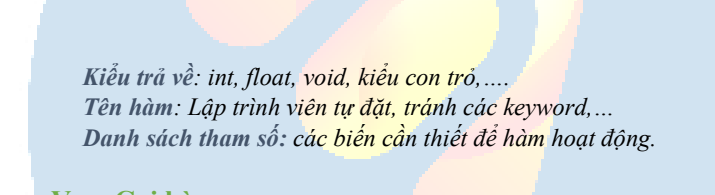 Kiểu trả về: int, float, void, kiểu con trỏ,….
Tên hàm: Lập trình viên tự đặt, tránh các keyword,…
Danh sách tham số: các biến cần thiết để hàm hoạt động.